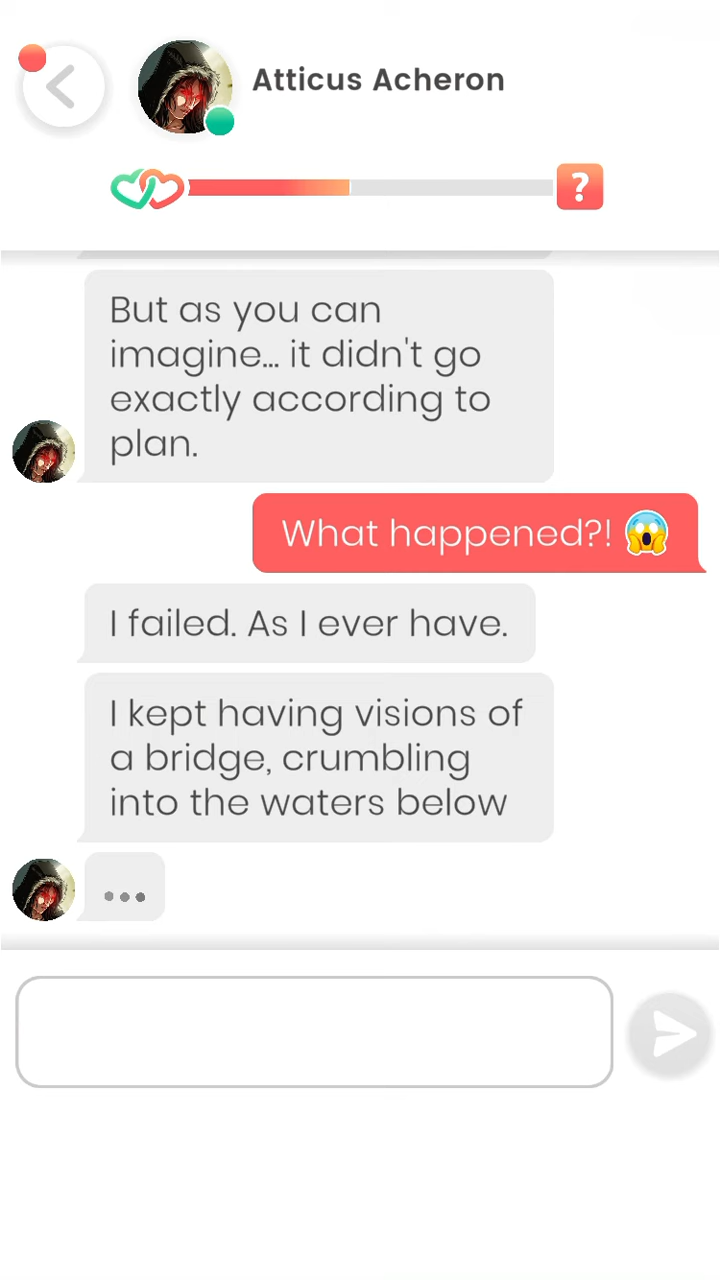 Atticus Acheron
?
But as you can
imagine... it didn't go
exactly according to
plan.
What happened?! 😱
I failed. As I ever have.
I kept having visions of
a bridge, crumbling
into the waters below